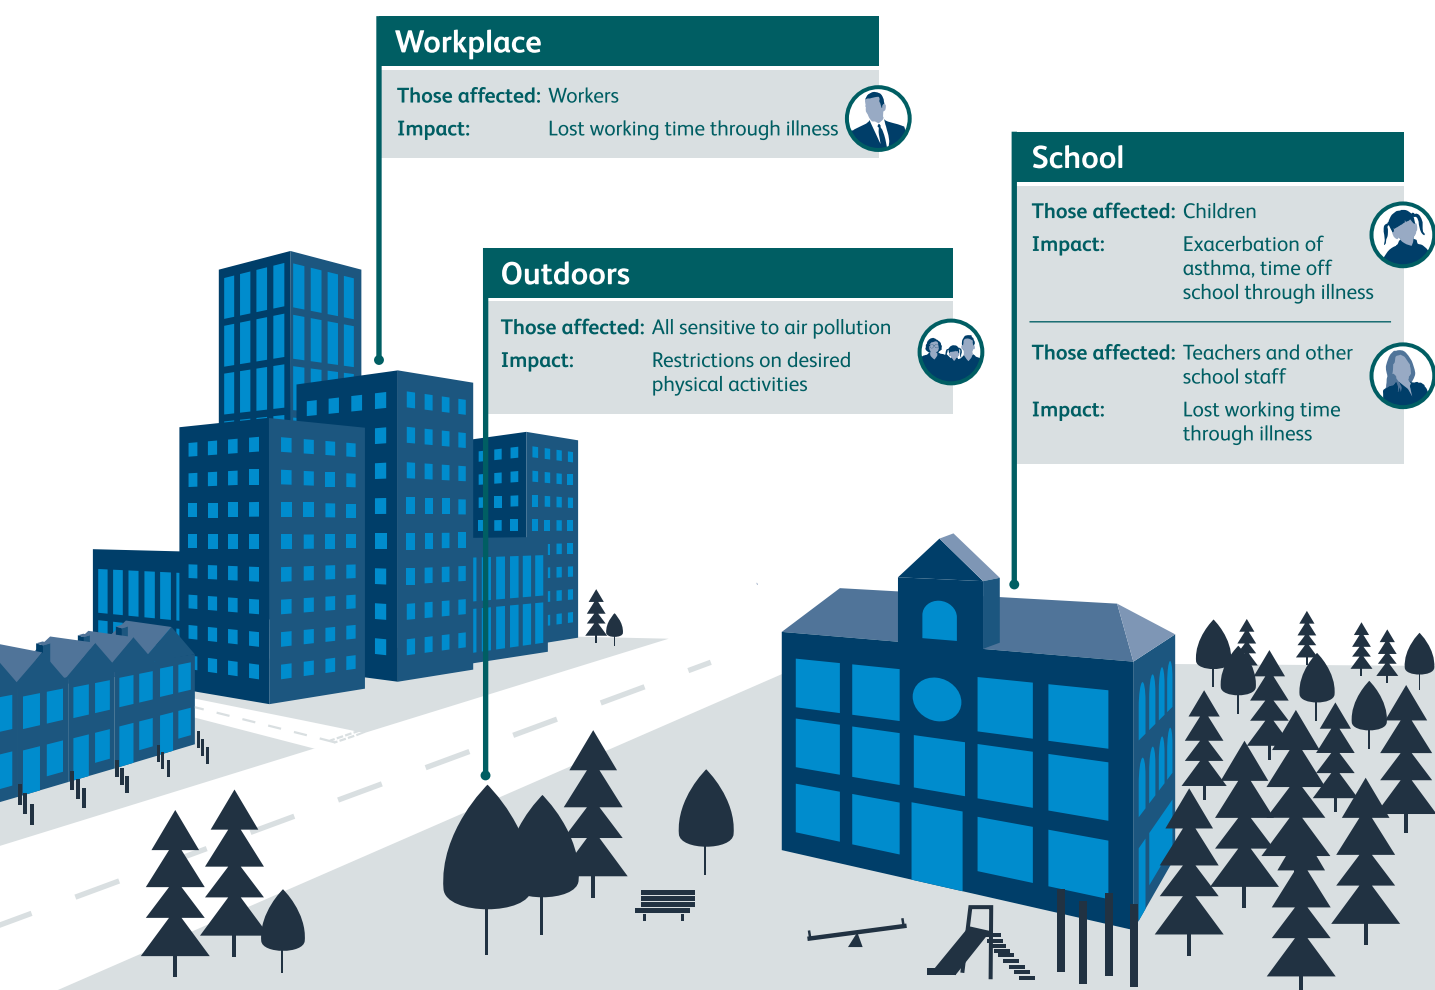 Workplace
Those affected: Workers
Impact: Lost working time through illness
School
Those affected: Children
Impact: Exacerbation of
asthma, time off
school through illness
Those affected: Teachers and other
school staff
Impact: Lost working time
through illness
Outdoors
Those affected: All sensitive to air pollution
Impact: Restrictions on desired
physical activities